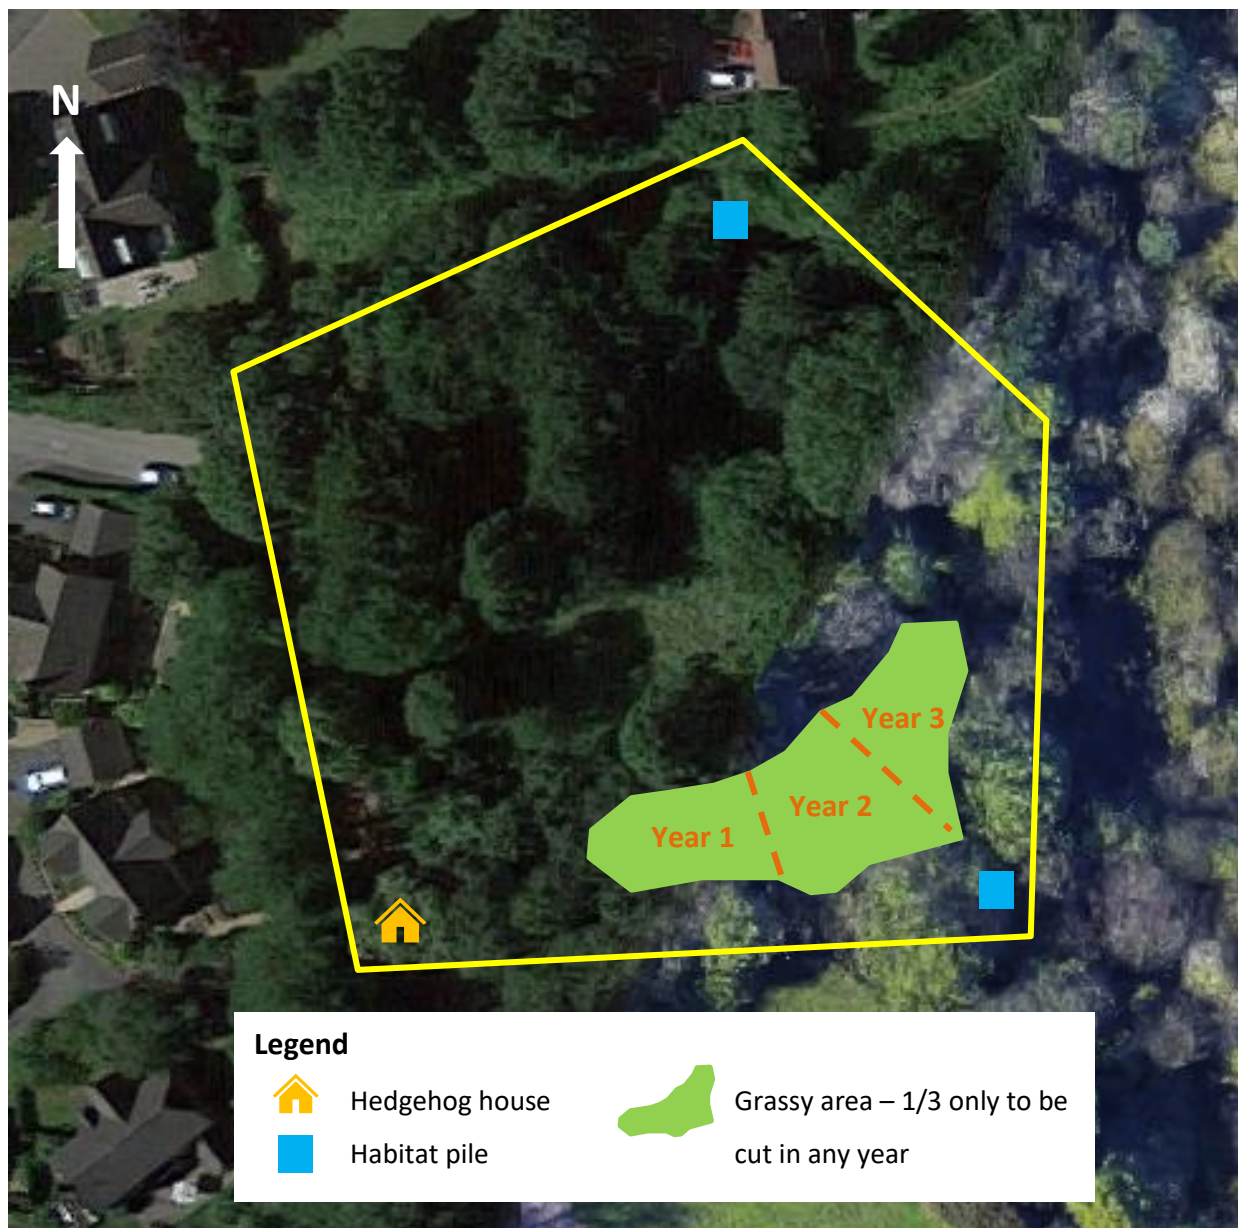 N
Year 3
Year 2
Year 1
Legend
Hedgehog house
Habitat pile
Grassy area – 1/3 only to be
cut in any year